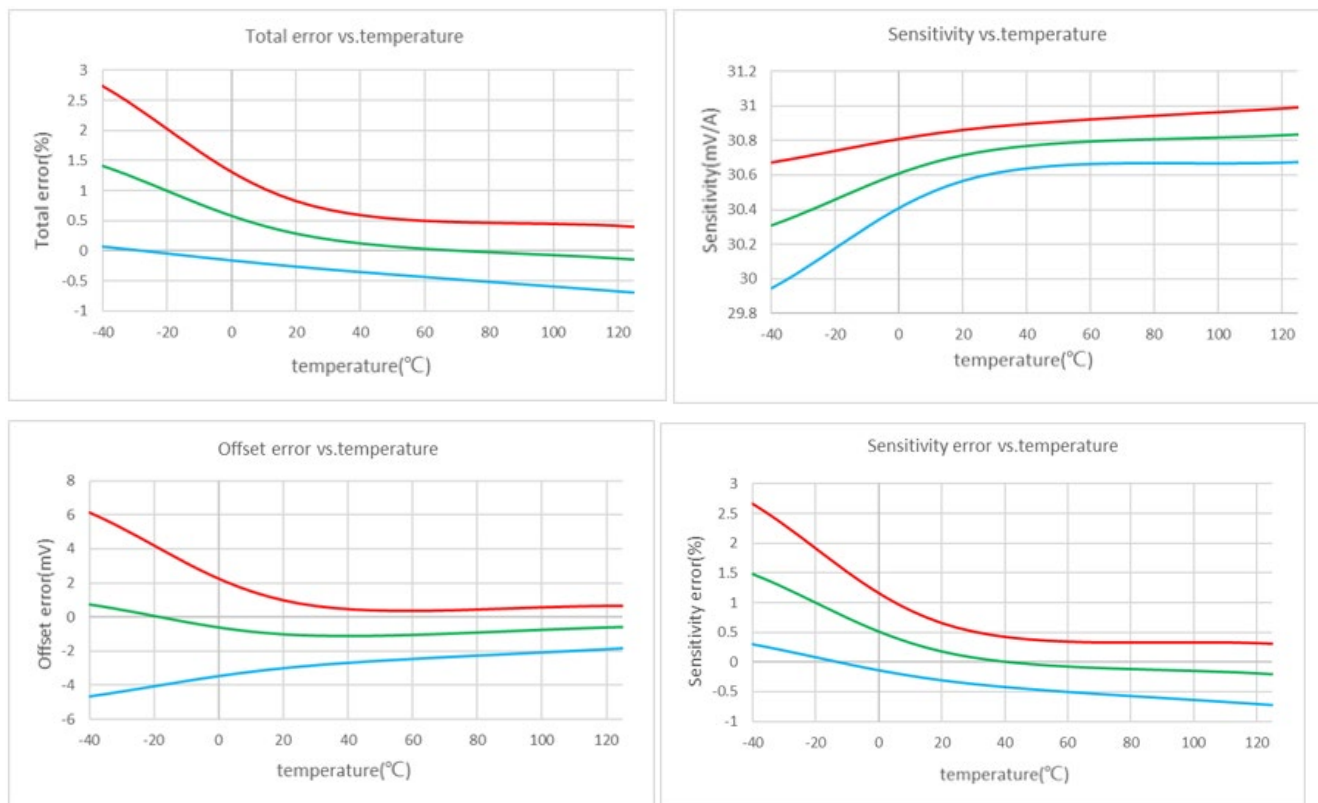 Total error vs.temperature
3
2.5
2
1.5
1
0.5
0
-0.5
-1
Total error(%)
-40 -20 0 20 40 60 80 100 120
temperature(℃)
Sensitivity vs.temperature
31.2
31
30.8
30.6
30.4
30.2
30
29.8
Sensitivity(mV/A)
-40 -20 0 20 40 60 80 100 120
temperature(℃)
Offset error vs.temperature
8
6
4
2
0
-2
-4
-6
Offset error(mV)
-40 -20 0 20 40 60 80 100 120
temperature(℃)
Sensitivity error vs.temperature
3
2.5
2
1.5
1
0.5
0
-0.5
-1
Sensitivity error(%)
-40 -20 0 20 40 60 80 100 120
temperature(℃)